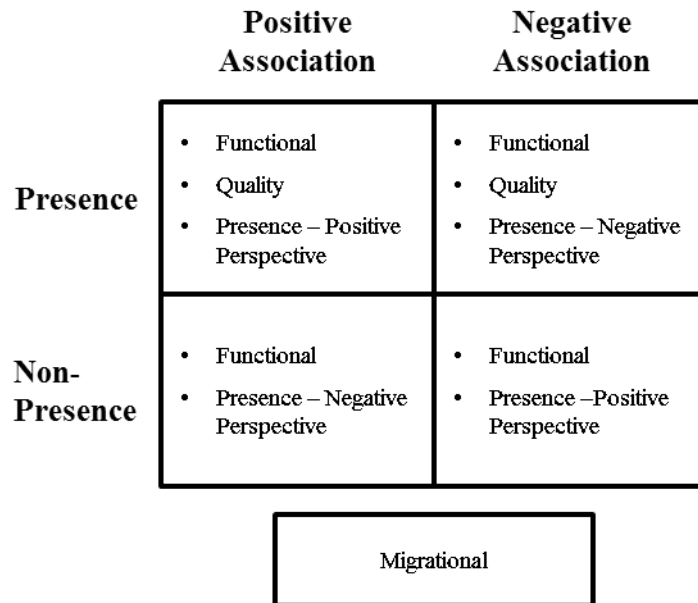 Positive Negative
Association Association
Presence
• Functional
• Quality
• Presence – Positive
Perspective
• Functional
• Quality
• Presence – Negative
Perspective
Non-
Presence
• Functional
• Presence – Negative
Perspective
• Functional
• Presence –Positive
Perspective
Migrational